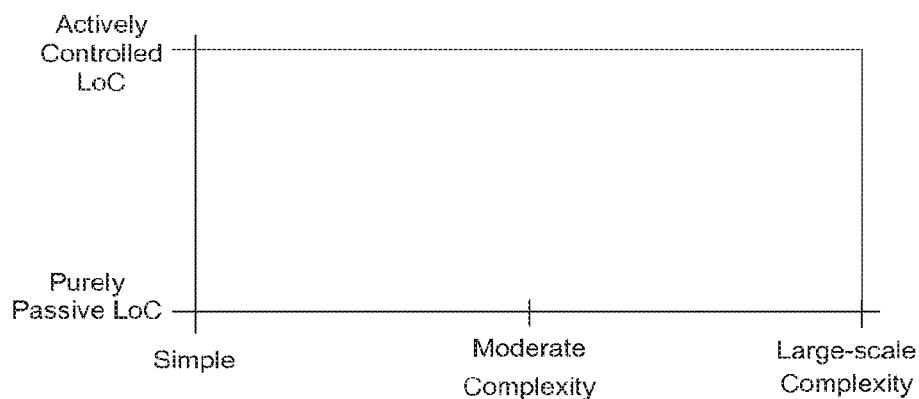 Actively
Controlled
LoC
Purely
Passive LoC
Simple
Moderate
Complexity
Large-scale
Complexity